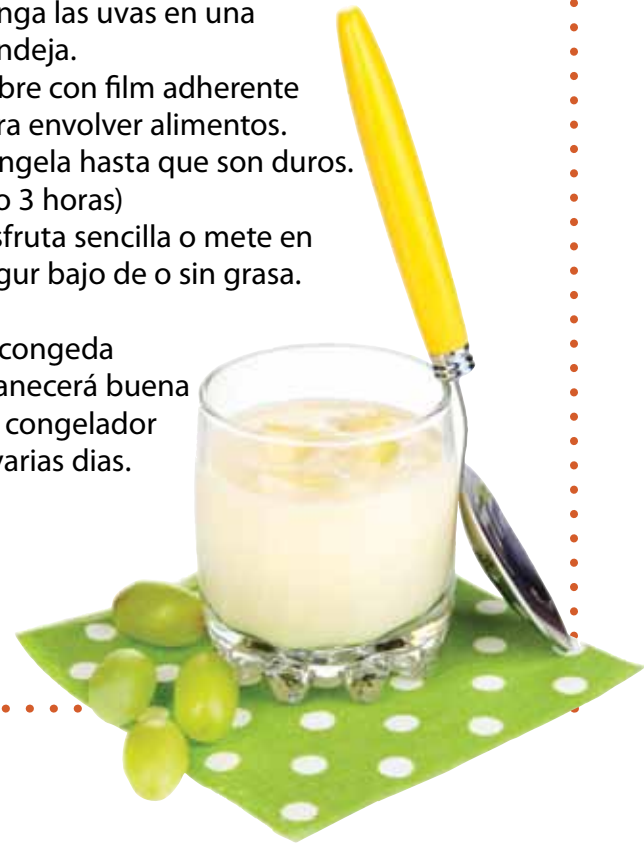 nga las uvas en una
ndeja.
bre con film adherente
ra envolver alimentos.
ngela hasta que son duros.
o 3 horas)
sfruta sencilla o mete en
gur bajo de o sin grasa.
congeda
anecerá buena
congelador
varias dias.